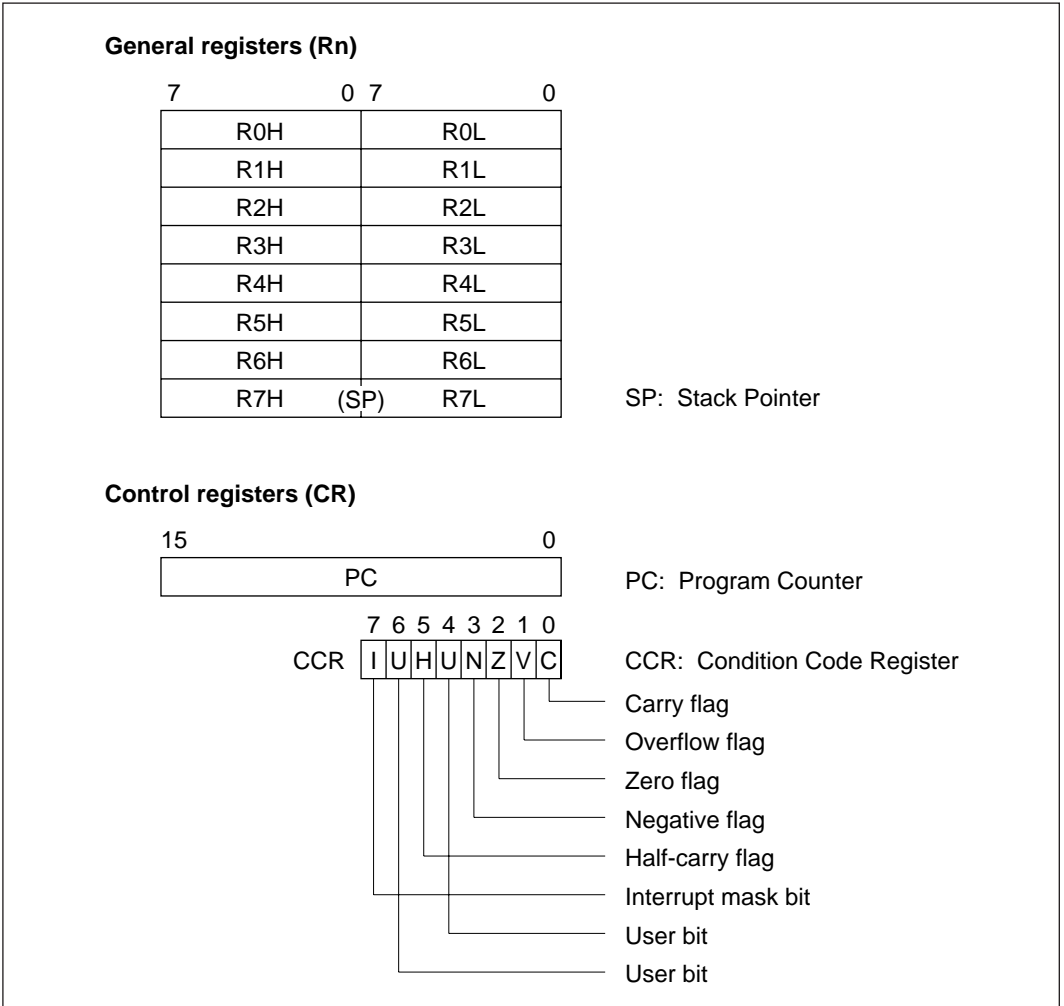 General registers (Rn)
7 0 7 0
R0H R0L
R1H R1L
R2H R2L
R3H R3L
R4H R4L
R5H R5L
R6H R6L
R7H (SP) R7L SP: Stack Pointer
Control registers (CR)
15 0
PC PC: Program Counter
7 6 5 4 3 2 1 0
CCR I U H U N Z V C CCR: Condition Code Register
Carry flag
Overflow flag
Zero flag
Negative flag
Half-carry flag
Interrupt mask bit
User bit
User bit